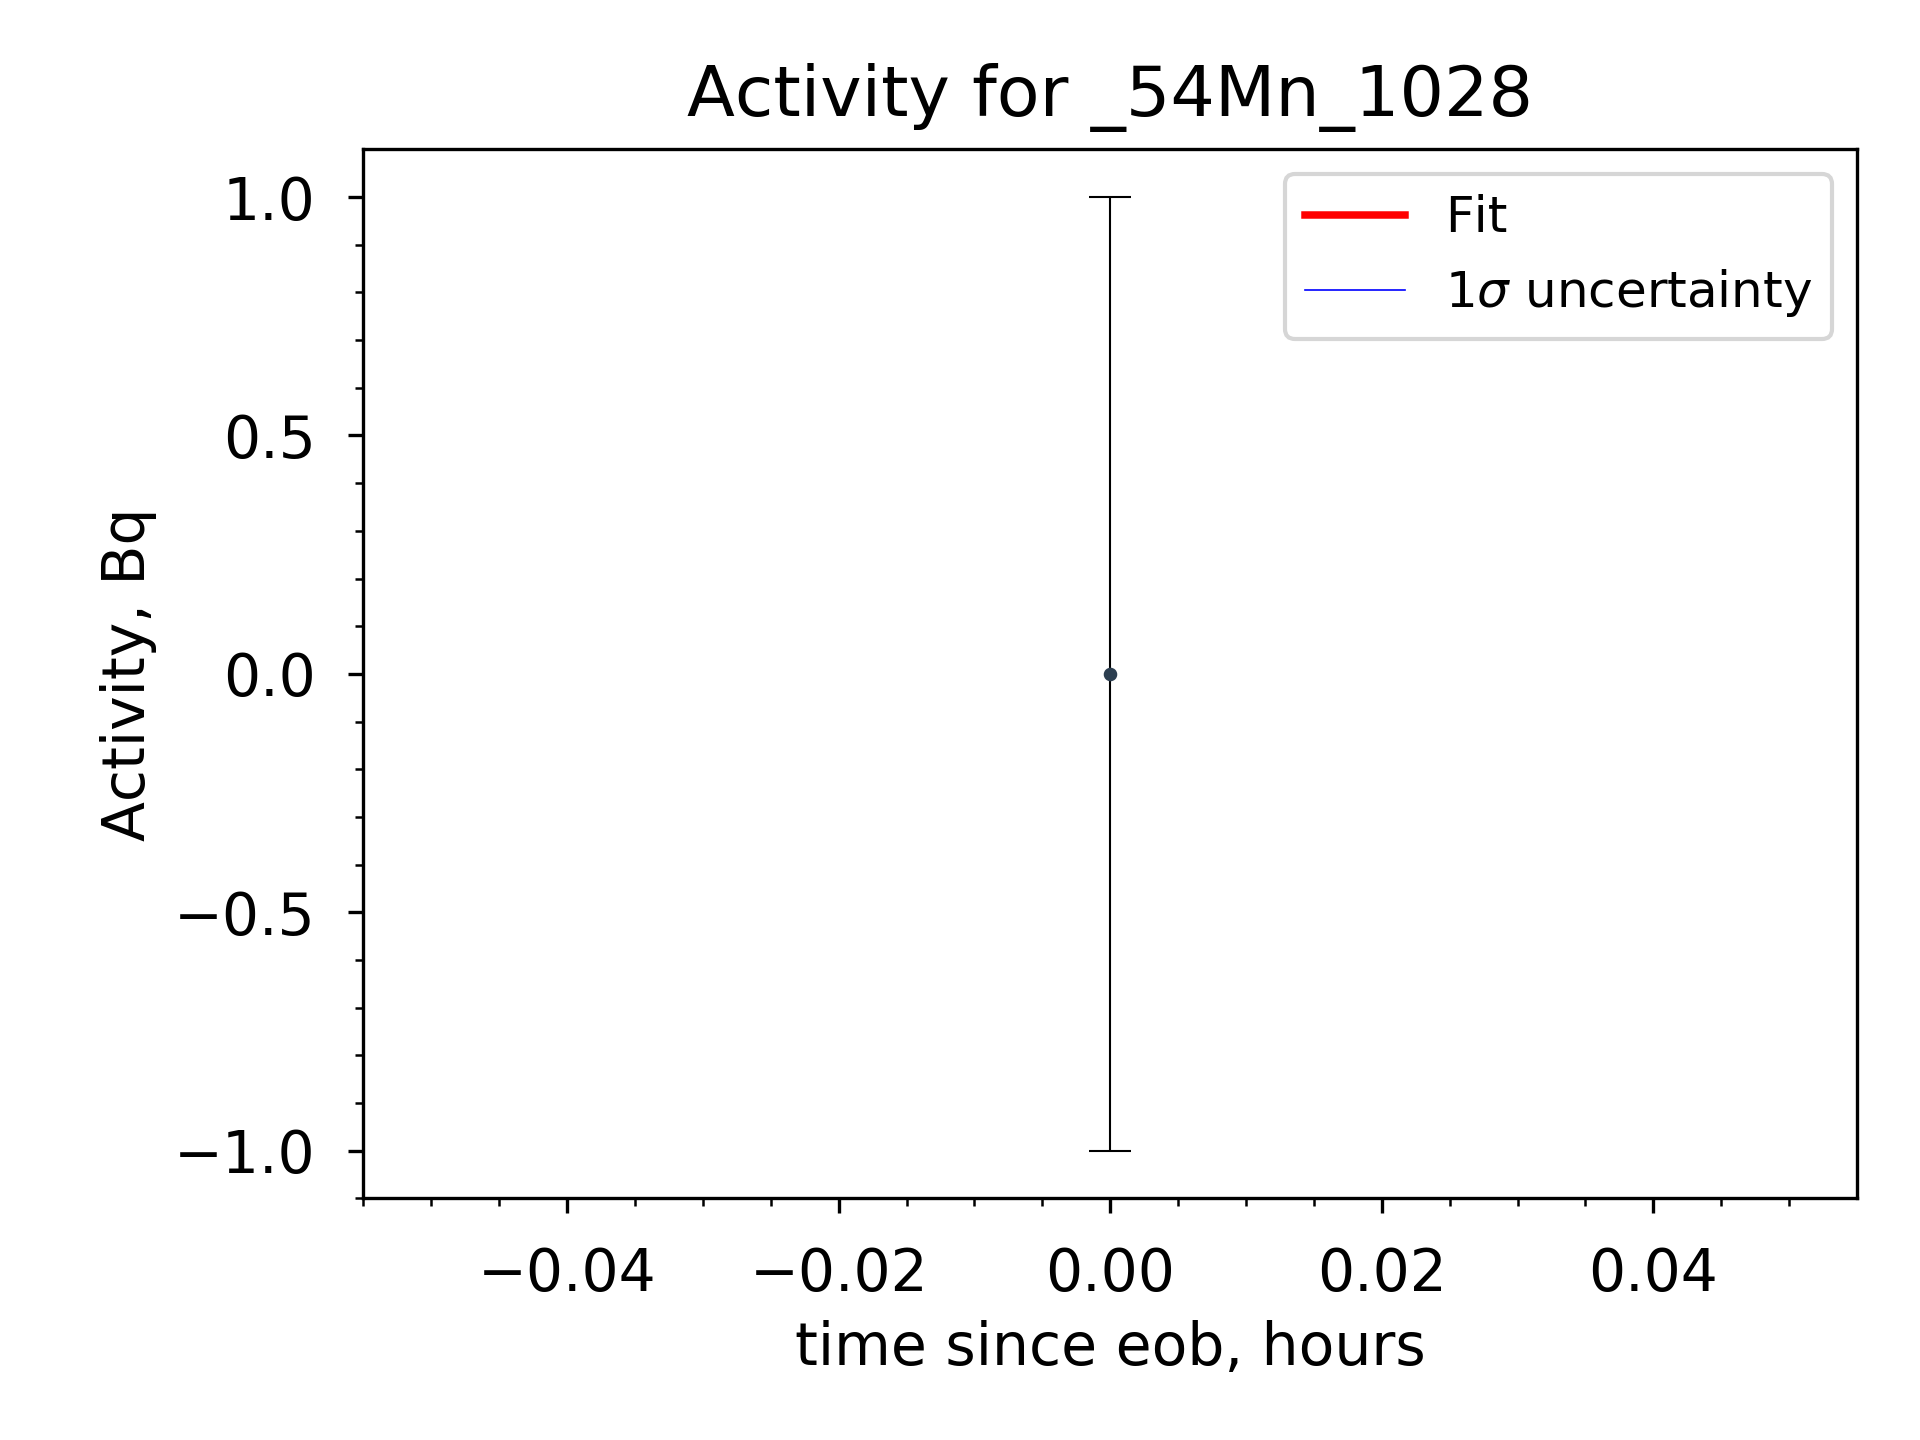 Activity for _54Mn_1028
Fit
1σ uncertainty
1.0
0.5
0.0
−0.5
−1.0
Activity, Bq
−0.04 −0.02 0.00 0.02 0.04
time since eob, hours